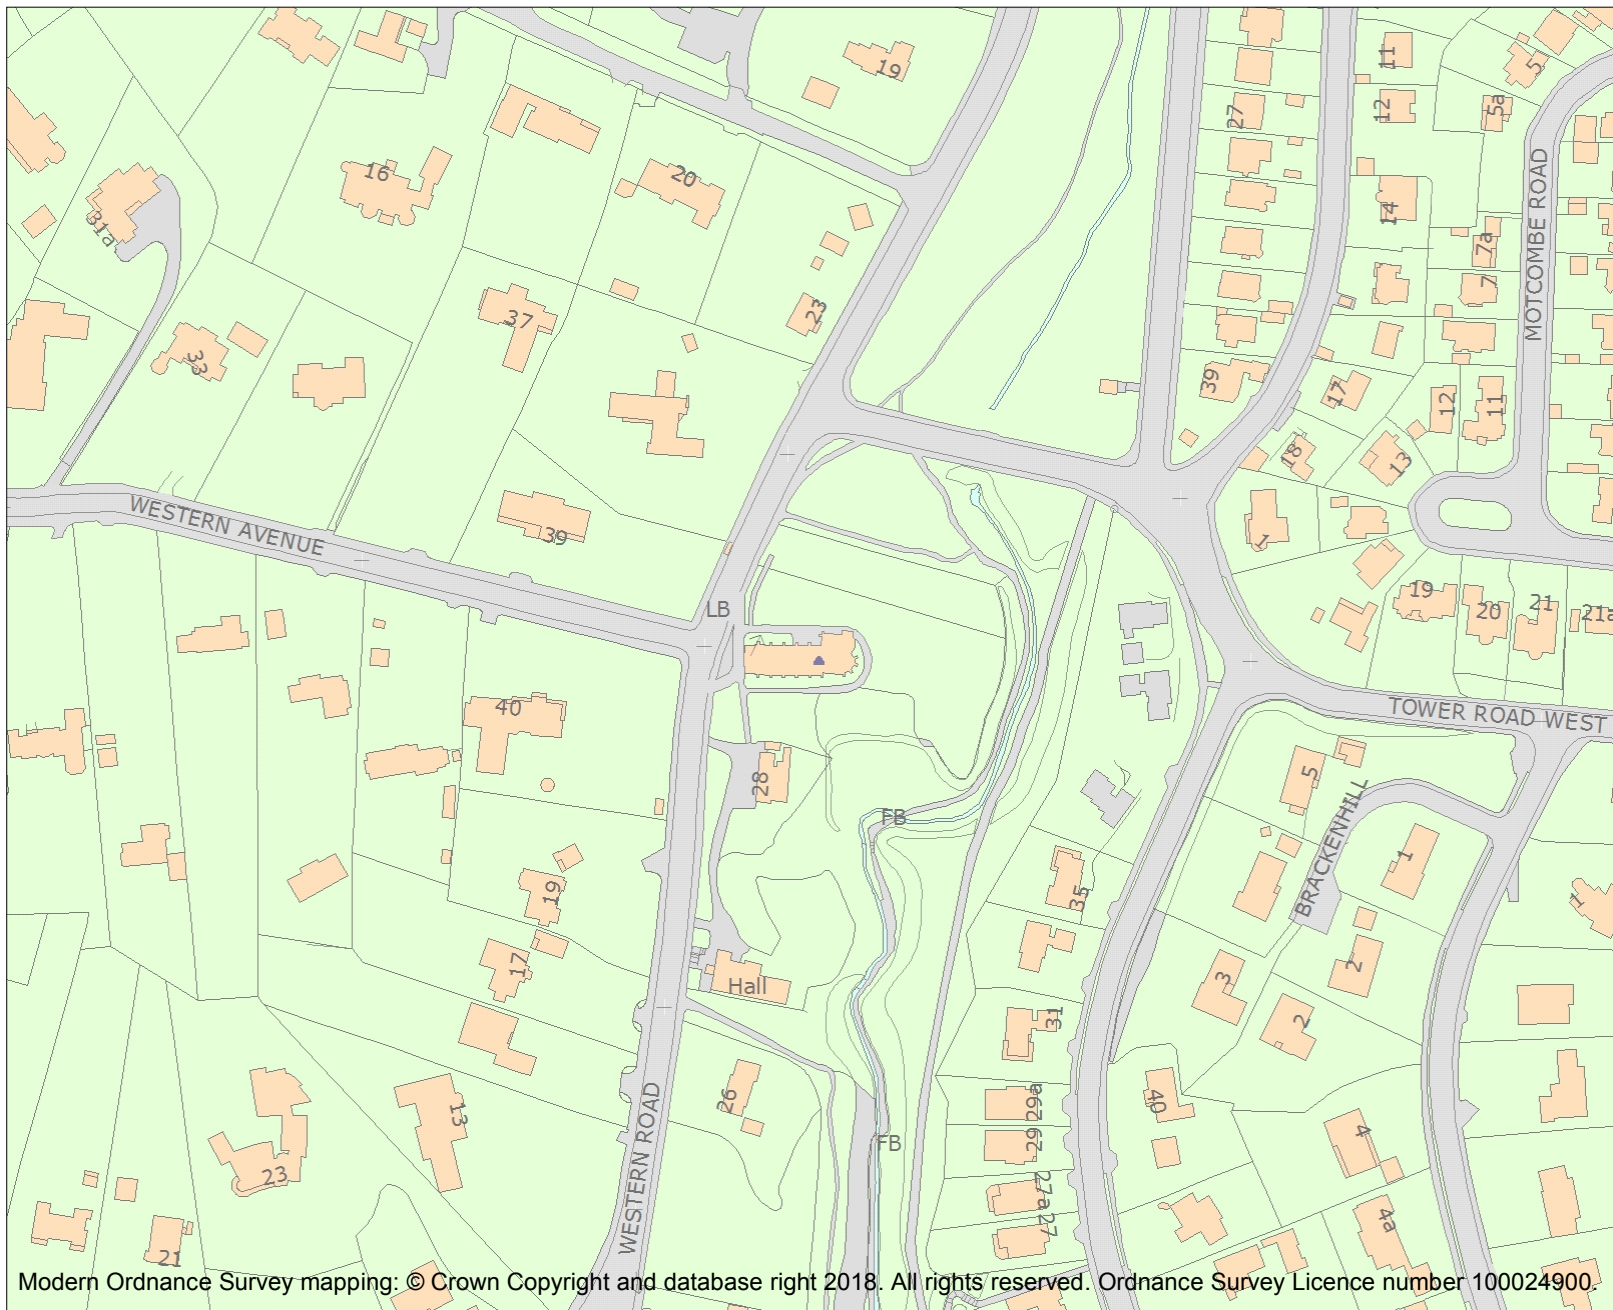 19
11
5
16
20
27
12
5a
31a
14
7a
MOTCOMBE ROAD
37
23
7
33
39
17
12
11
18
13
WESTERN AVENUE
39
1
LB
19
20
21
21a
40
TOWER ROAD WEST
28
5
FB
BRACKENHILL
1
19
35
1
17
Hall
3
2
31
2
26
29a
40
13
WESTERN ROAD
29
4
FB
23
27a
27
4a
21
Modern Ordnance Survey mapping: © Crown Copyright and database right 2018. All rights reserved. Ordnance Survey Licence number 100024900.